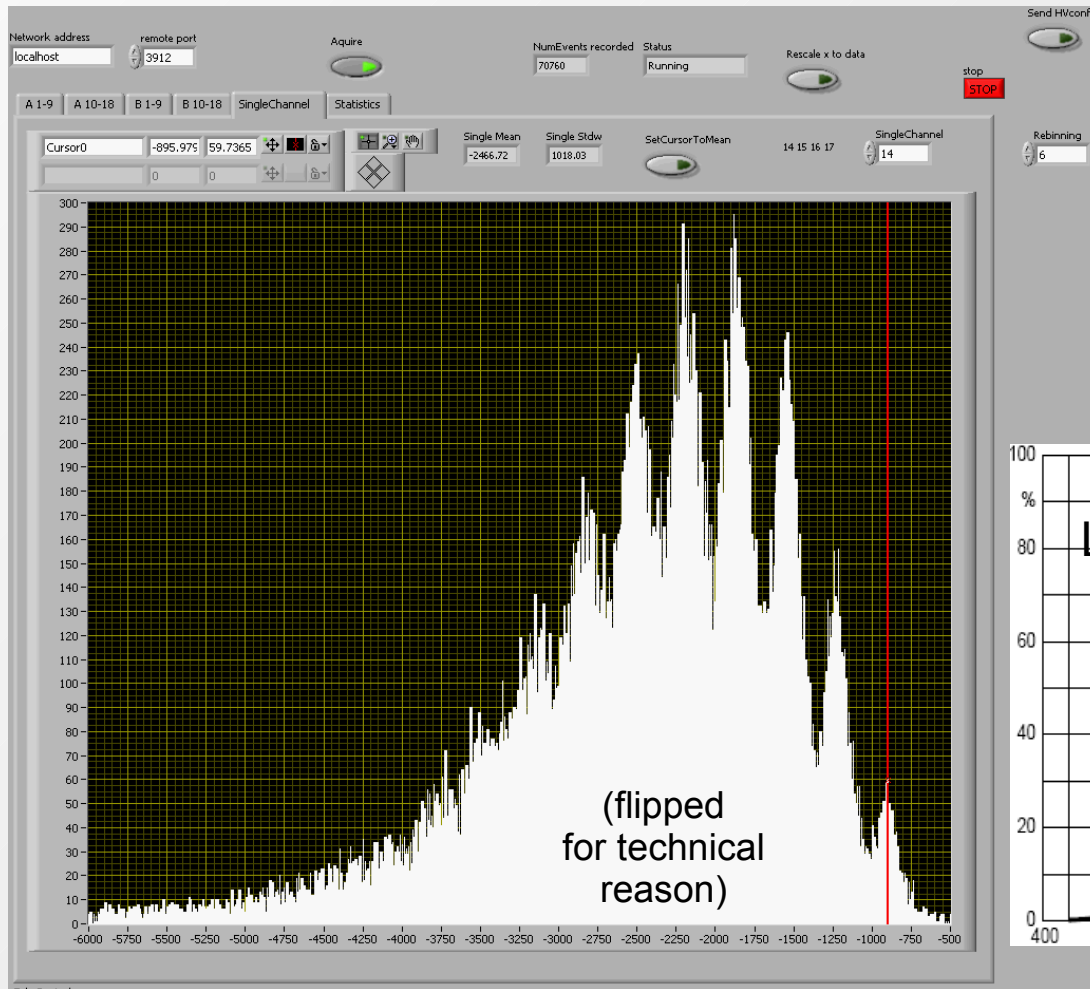 Send HVconf
Network address
remote port
Aquire
NumEvents recorded
Status
Rescale x to data
localhost
3912
70760
Running
stop
STOP
A 1-9
A 10-18
B 1-9
B 10-18
SingleChannel
Statistics
Cursor0
-895.979
59.7365
0
0
Single Mean
Single Stdw
SetCursorToMean
14 15 16 17
SingleChannel
Rebinning
-2466.72
1018.03
14
6
300
290
280
270
260
250
240
230
220
210
200
190
180
170
160
150
140
130
120
110
100
90
80
70
60
50
40
30
20
10
0
-6000 -5750 -5500 -5250 -5000 -4750 -4500 -4250 -4000 -3750 -3500 -3250 -3000 -2750 -2500 -2250 -2000 -1750 -1500 -1250 -1000 -750 -500
(flipped
for technical
reason)
100
%
80
L
60
40
20
0
400